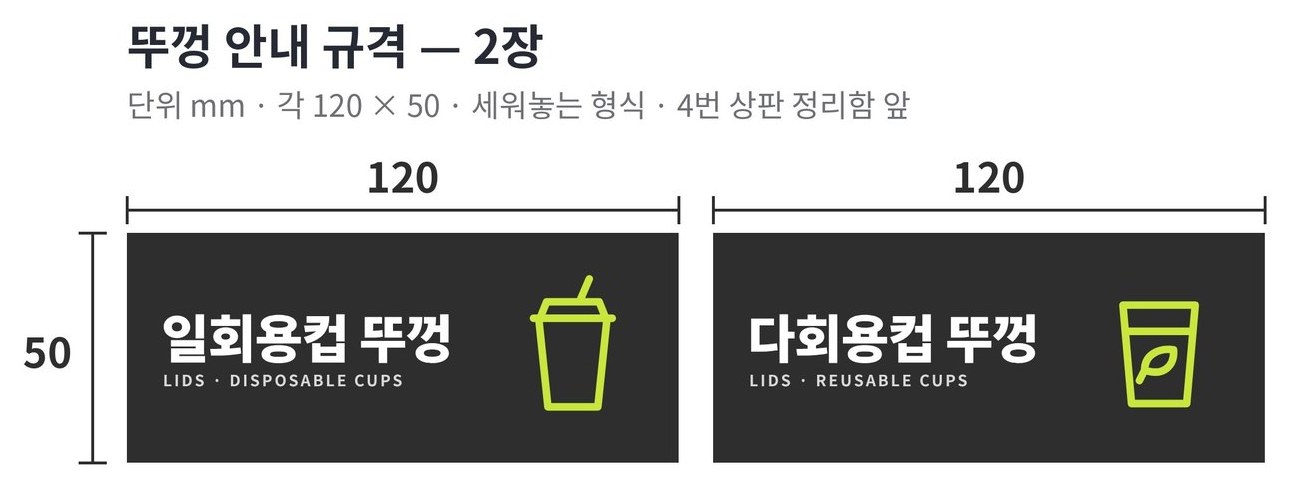 뚜껑 안내 규격 — 2장
단위 mm · 각 120 × 50 · 세워놓는 형식 · 4번 상판 정리함 앞
120
120
50
일회용컵 뚜껑
LIDS · DISPOSABLE CUPS
다회용컵 뚜껑
LIDS · REUSABLE CUPS